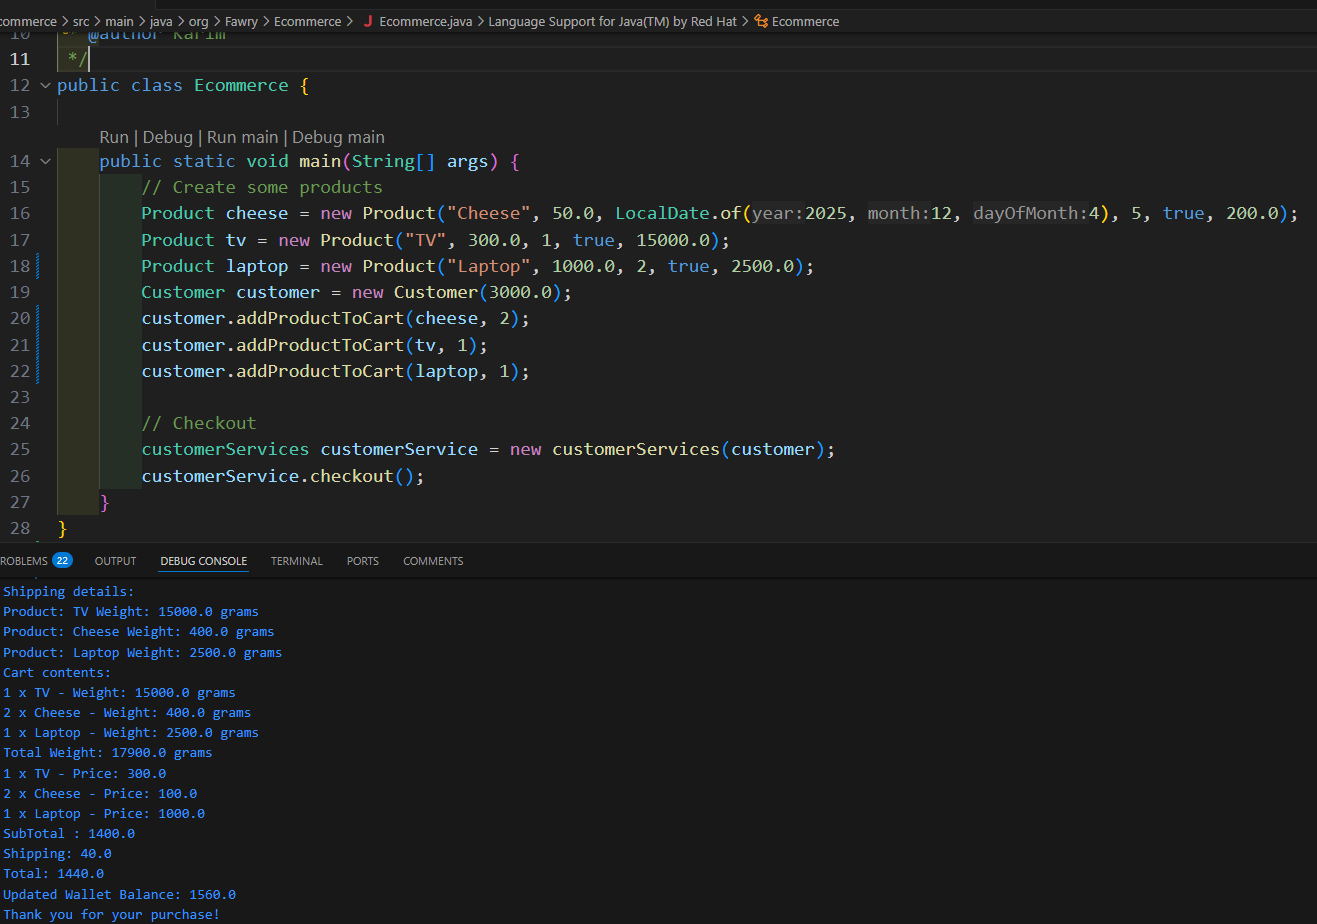 commerce > src > main > java > org > Fawry > Ecommerce > J Ecommerce.java > Language Support for Java(TM) by Red Hat > Ecommerce
10 * @author Karim
11 */
12 public class Ecommerce {
13
Run | Debug | Run main | Debug main
14 public static void main(String[] args) {
15 // Create some products
16 Product cheese = new Product("Cheese", 50.0, LocalDate.of(year:2025, month:12, dayOfMonth:4), 5, true, 200.0);
17 Product tv = new Product("TV", 300.0, 1, true, 15000.0);
18 Product laptop = new Product("Laptop", 1000.0, 2, true, 2500.0);
19 Customer customer = new Customer(3000.0);
20 customer.addProductToCart(cheese, 2);
21 customer.addProductToCart(tv, 1);
22 customer.addProductToCart(laptop, 1);
23
24 // Checkout
25 customerServices customerService = new customerServices(customer);
26 customerService.checkout();
27 }
28 }
ROBLEMS 22 OUTPUT DEBUG CONSOLE TERMINAL PORTS COMMENTS
Shipping details:
Product: TV Weight: 15000.0 grams
Product: Cheese Weight: 400.0 grams
Product: Laptop Weight: 2500.0 grams
Cart contents:
1 x TV - Weight: 15000.0 grams
2 x Cheese - Weight: 400.0 grams
1 x Laptop - Weight: 2500.0 grams
Total Weight: 17900.0 grams
1 x TV - Price: 300.0
2 x Cheese - Price: 100.0
1 x Laptop - Price: 1000.0
SubTotal : 1400.0
Shipping: 40.0
Total: 1440.0
Updated Wallet Balance: 1560.0
Thank you for your purchase!